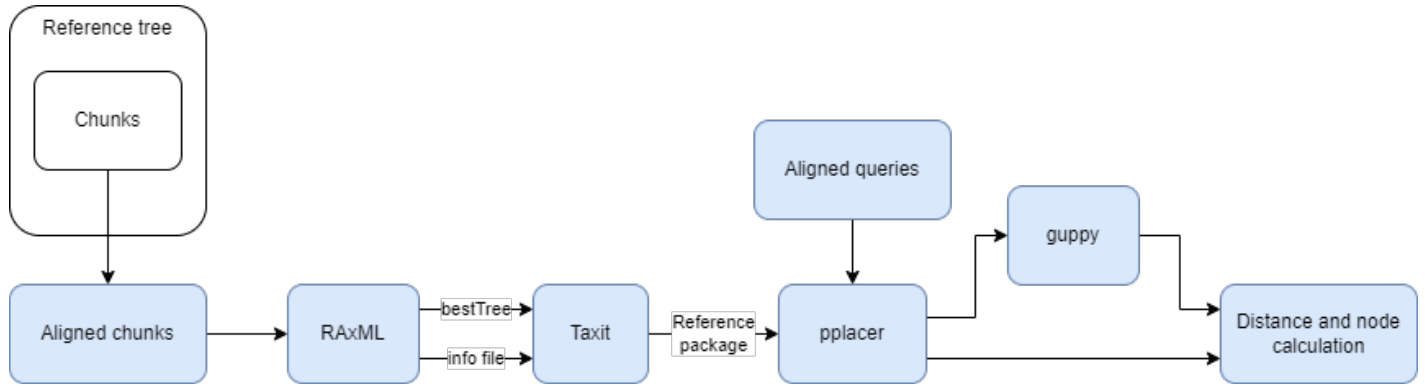 Reference tree
Chunks
Aligned queries
guppy
Aligned chunks
RAxML
bestTree
info file
Taxit
Reference
package
pplacer
Distance and node
calculation